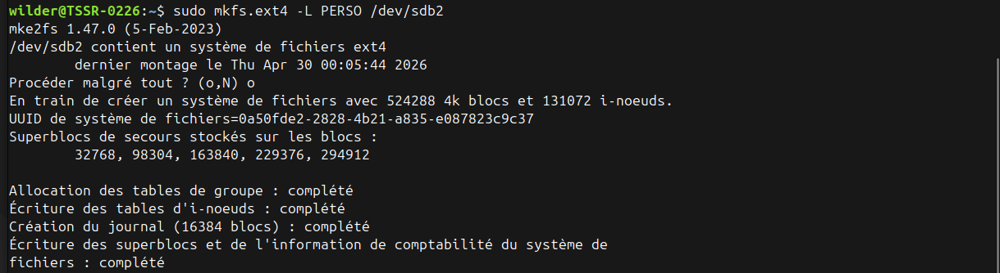 wilder@TSSR-0226:~$ sudo mkfs.ext4 -L PERSO /dev/sdb2
mke2fs 1.47.0 (5-Feb-2023)
/dev/sdb2 contient un système de fichiers ext4
        dernier montage le Thu Apr 30 00:05:44 2026
Procéder malgré tout ? (o,N) o
En train de créer un système de fichiers avec 524288 4k blocs et 131072 i-noeuds.
UUID de système de fichiers=0a50fde2-2828-4b21-a835-e087823c9c37
Superblocs de secours stockés sur les blocs :
        32768, 98304, 163840, 229376, 294912

Allocation des tables de groupe : complété
Écriture des tables d'i-noeuds : complété
Création du journal (16384 blocs) : complété
Écriture des superblocs et de l'information de comptabilité du système de
fichiers : complété